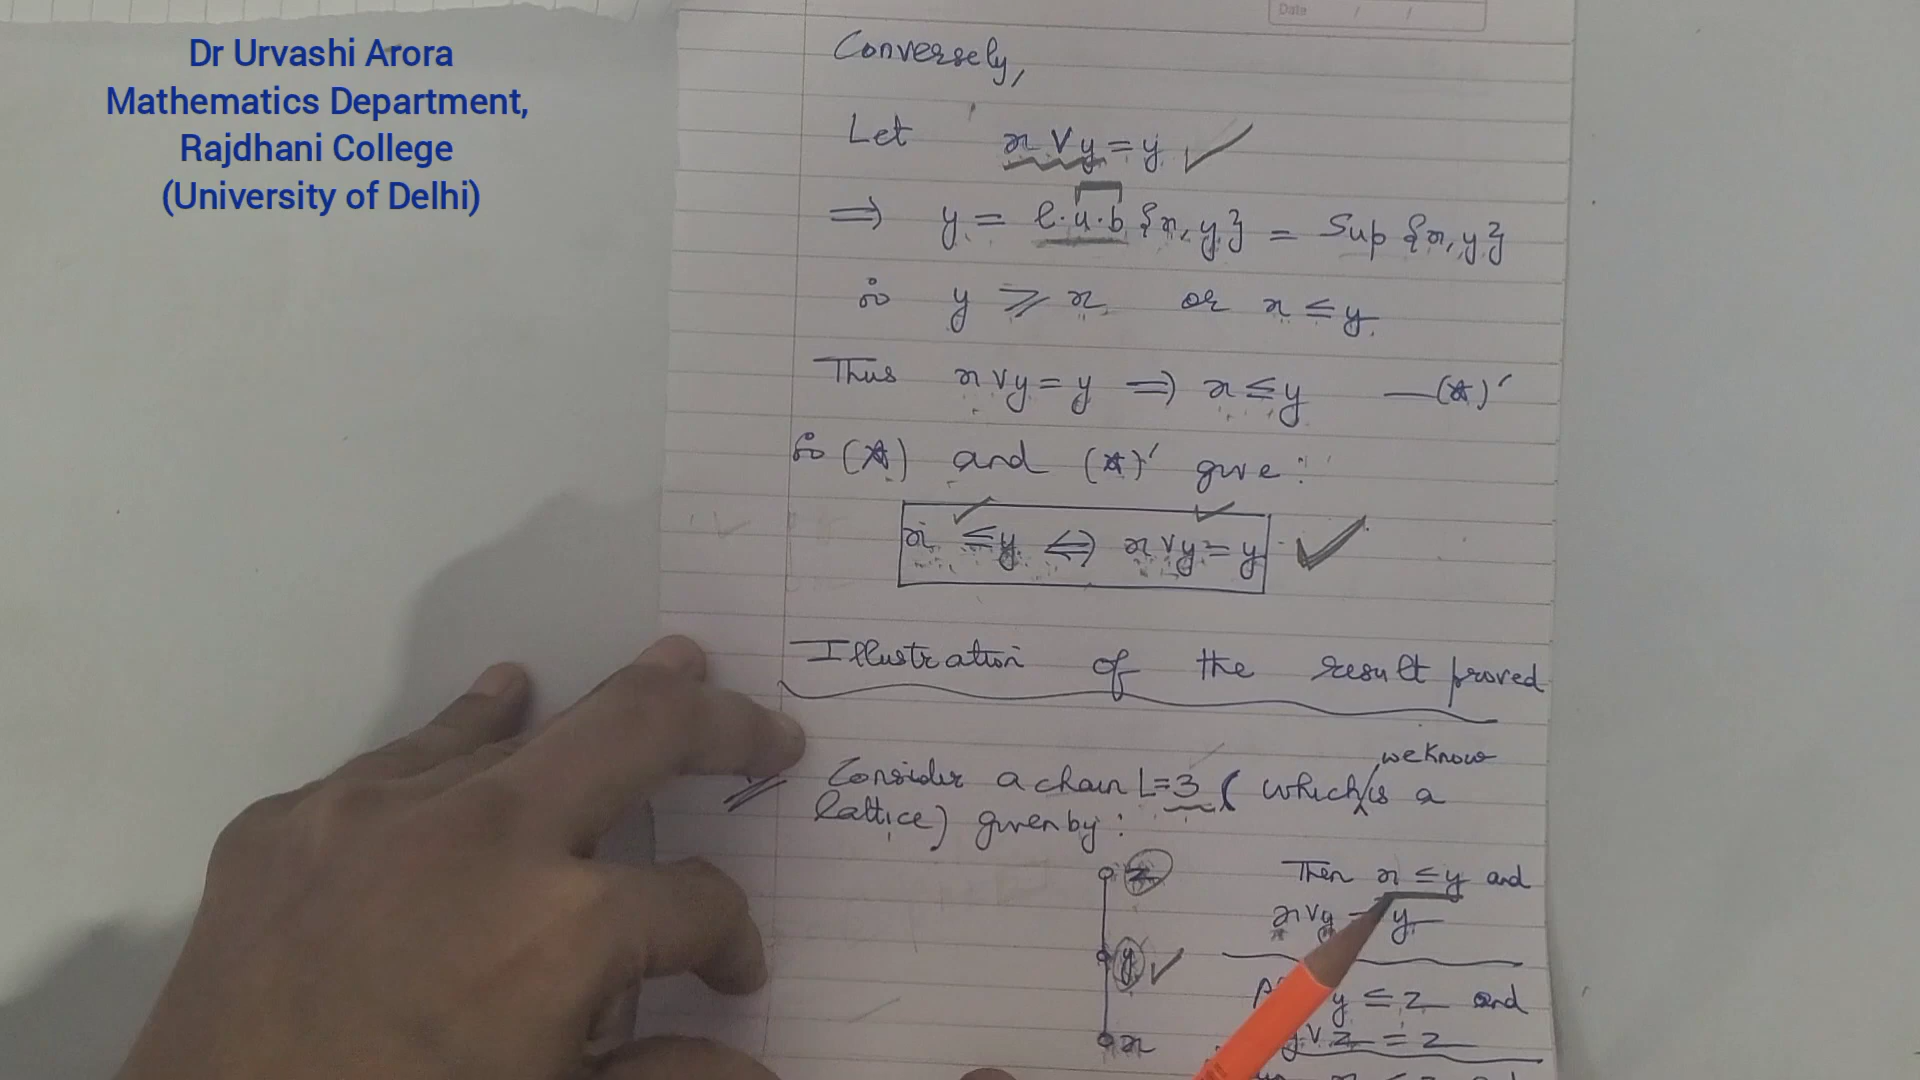 Dr Urvashi Arora
Mathematics Department,
Rajdhani College
(University of Delhi)
Date / /
Conversely,
Let x ∨ y = y ✓
⇒ y = l.u.b {x, y} = Sup {x, y}
∴ y ≥ x or x ≤ y.
Thus x ∨ y = y ⇒ x ≤ y —(*)′
∴ (*) and (*)′ give:
x ≤ y ⇔ x ∨ y = y ✓
Illustration of the result proved
we know
Consider a chain L=3 ( which is a
lattice) given by:
z
Then x ≤ y and
x ∨ y = y
y ✓
y ≤ z and
y ∨ z = z
x